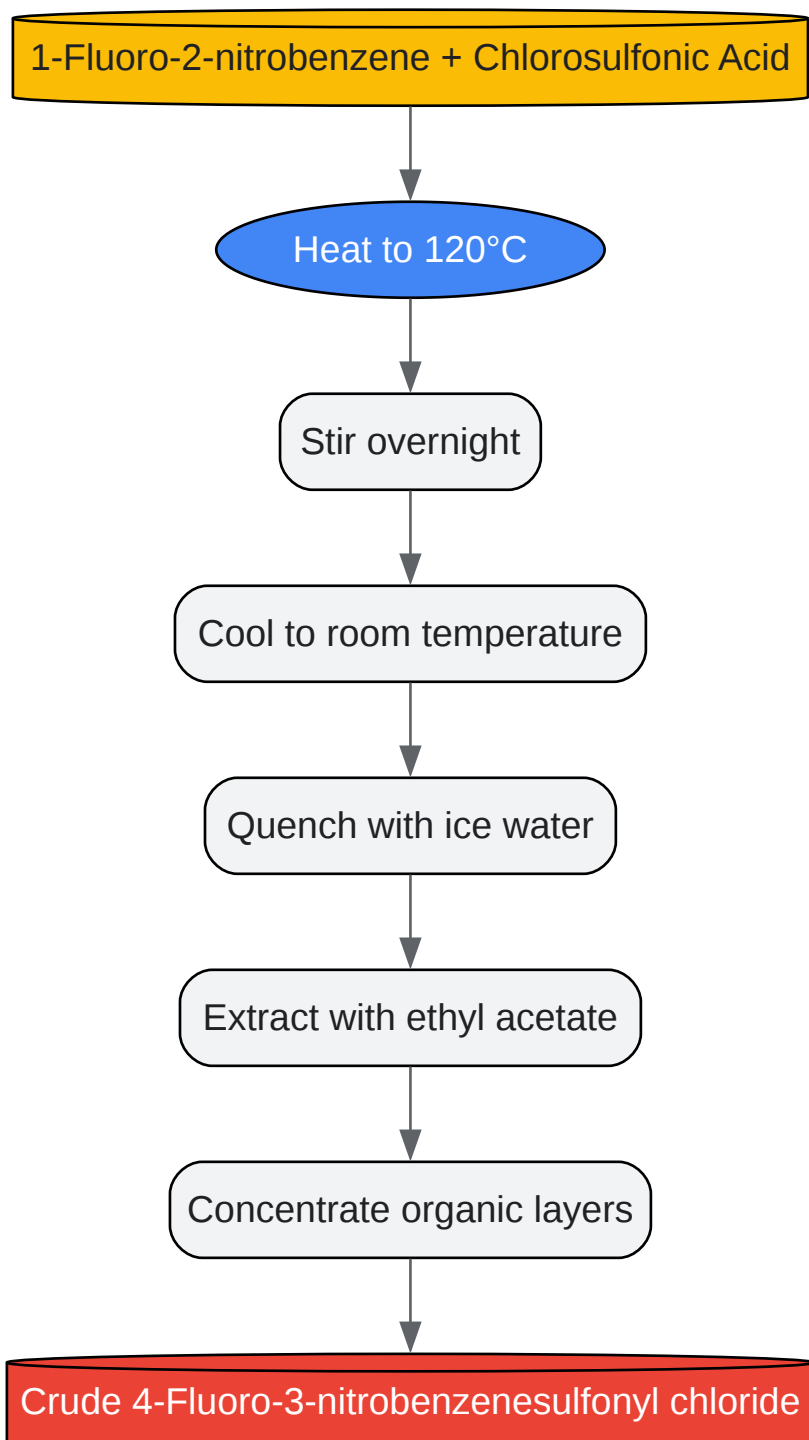 1-Fluoro-2-nitrobenzene + Chlorosulfonic Acid
Heat to 120°C
Stir overnight
Cool to room temperature
Quench with ice water
Extract with ethyl acetate
Concentrate organic layers
Crude 4-Fluoro-3-nitrobenzenesulfonyl chloride